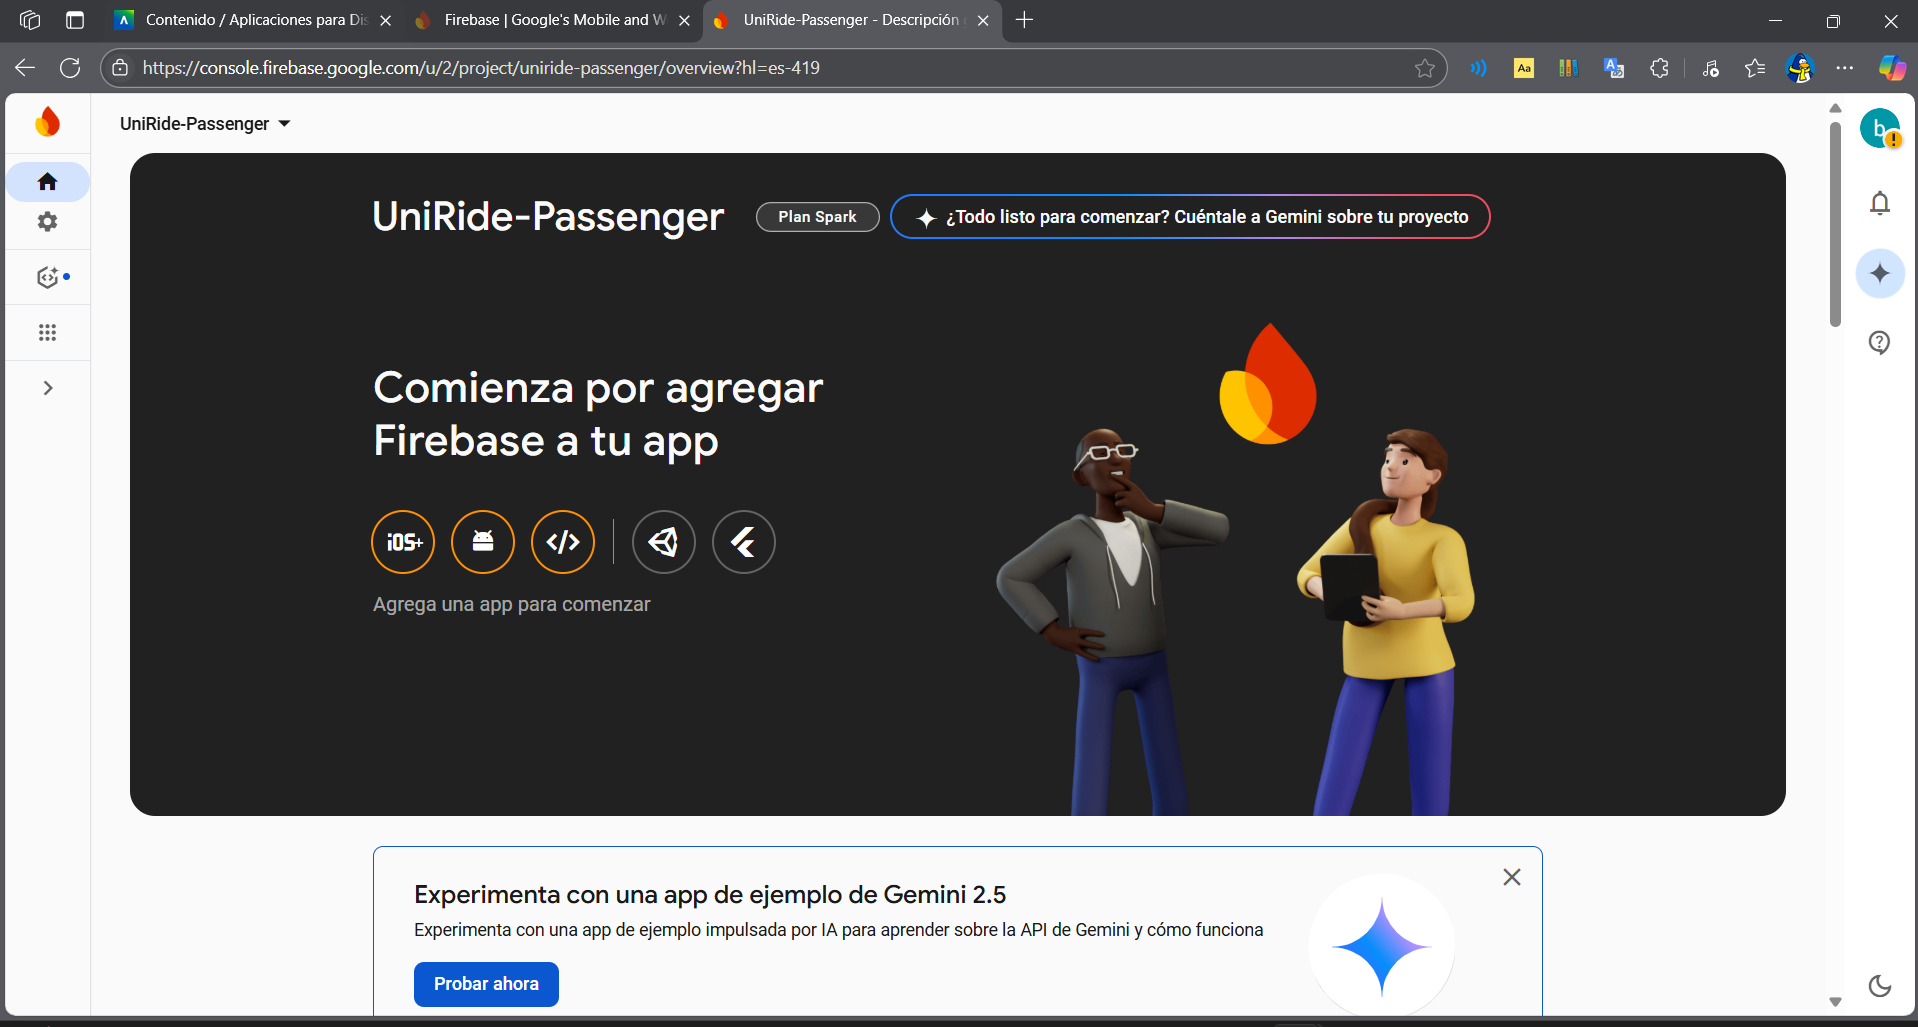 Contenido / Aplicaciones para Dis
Firebase | Google's Mobile and W
UniRide-Passenger - Descripción
https://console.firebase.google.com/u/2/project/uniride-passenger/overview?hl=es-419
Aa
UniRide-Passenger
b
UniRide-Passenger
Plan Spark
¿Todo listo para comenzar? Cuéntale a Gemini sobre tu proyecto
Comienza por agregar
Firebase a tu app
iOS+
Agrega una app para comenzar
Experimenta con una app de ejemplo de Gemini 2.5
Experimenta con una app de ejemplo impulsada por IA para aprender sobre la API de Gemini y cómo funciona
Probar ahora